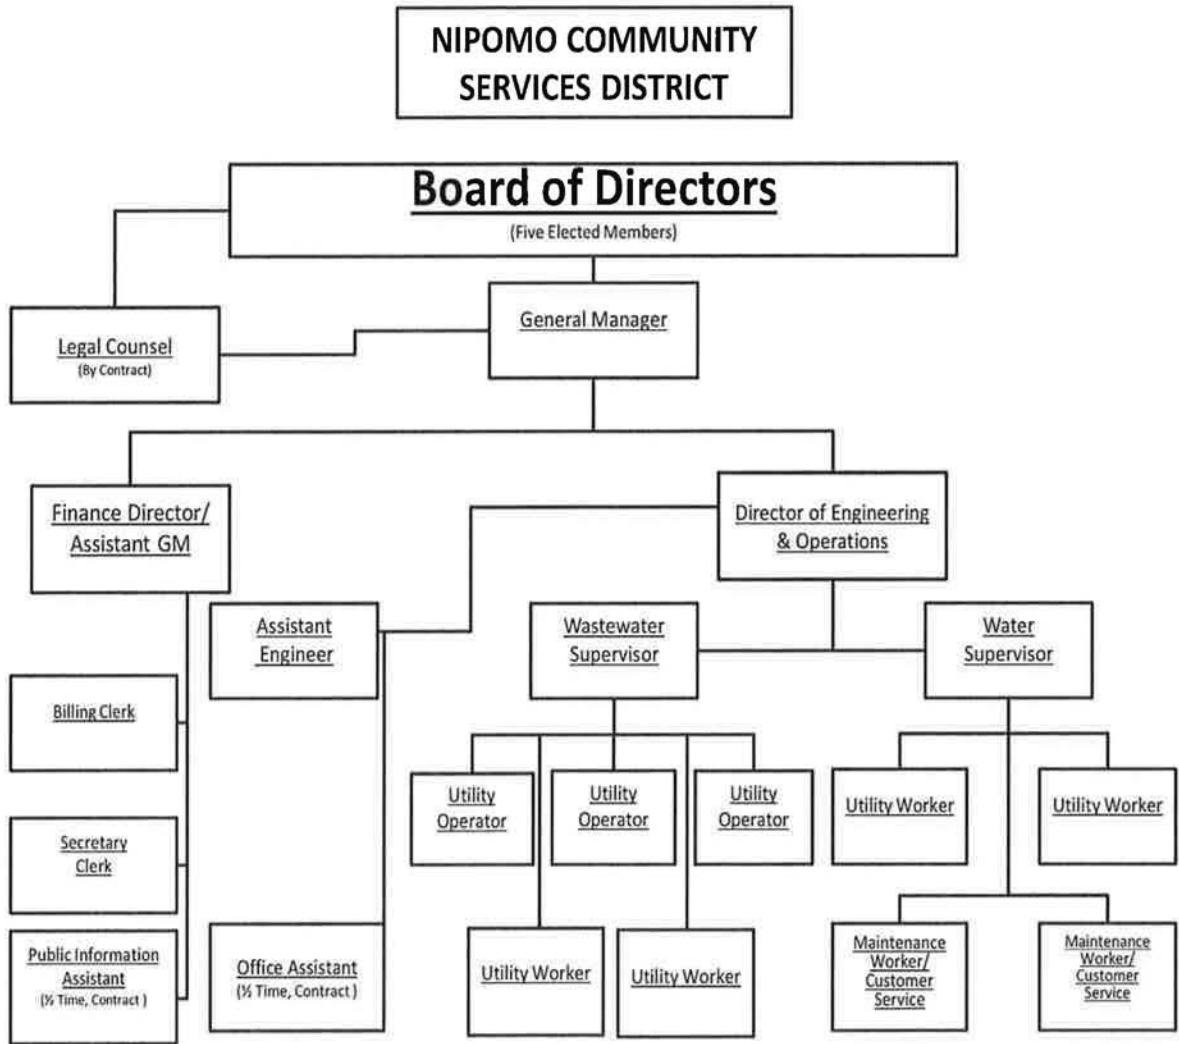 NIPOMO COMMUNITY
SERVICES DISTRICT
Board of Directors
(Five Elected Members)
General Manager
Legal Counsel
(By Contract)
Finance Director/
Assistant GM
Director of Engineering
& Operations
Assistant
Engineer
Wastewater
Supervisor
Water
Supervisor
Billing Clerk
Utility
Operator
Utility
Operator
Utility
Operator
Utility Worker
Utility Worker
Secretary
Clerk
Public Information
Assistant
(½ Time, Contract )
Office Assistant
(½ Time, Contract )
Utility Worker
Utility Worker
Maintenance
Worker/
Customer
Service
Maintenance
Worker/
Customer
Service